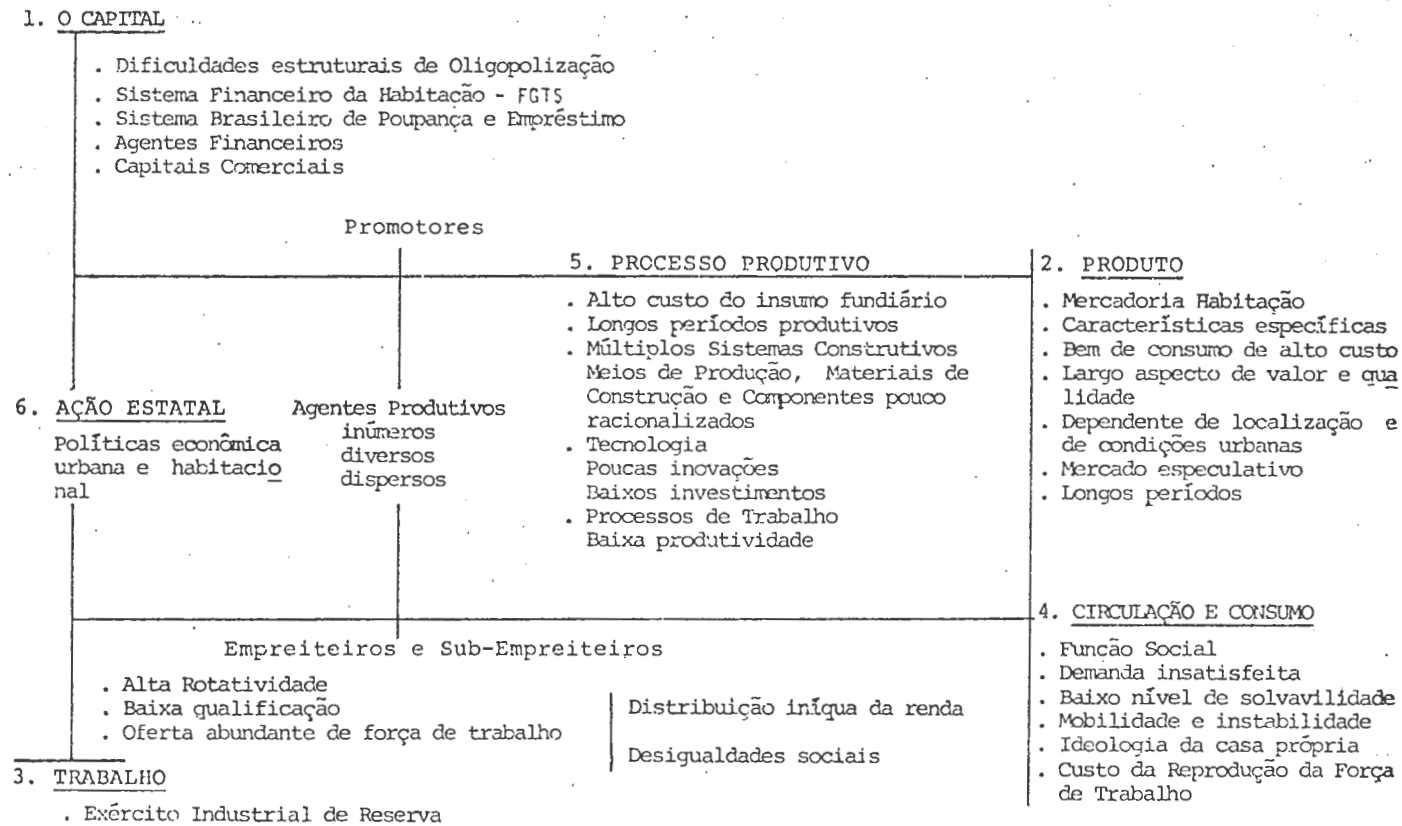 1. O CAPITAL
. Dificuldades estruturais de Oligopolização
. Sistema Financeiro da Habitação - FGTS
. Sistema Brasileiro de Poupança e Empréstimo
. Agentes Financeiros
. Capitais Comerciais
Promotores
5. PROCESSO PRODUTIVO
. Alto custo do insumo fundiário
. Longos períodos produtivos
. Múltiplos Sistemas Construtivos
Meios de Produção, Materiais de
Construção e Componentes pouco
racionalizados
. Tecnologia
Poucas inovações
Baixos investimentos
. Processos de Trabalho
Baixa produtividade
2. PRODUTO
. Mercadoria Habitação
. Características específicas
. Bem de consumo de alto custo
. Largo aspecto de valor e qua
lidade
. Dependente de localização e
de condições urbanas
. Mercado especulativo
. Longos períodos
6. AÇÃO ESTATAL
Políticas econômica
urbana e habitacio
nal
Agentes Produtivos
inúmeros
diversos
dispersos
4. CIRCULAÇÃO E CONSUMO
. Função Social
. Demanda insatisfeita
. Baixo nível de solvavilidade
. Mobilidade e instabilidade
. Ideologia da casa própria
. Custo da Reprodução da Força
de Trabalho
Empreiteiros e Sub-Empreiteiros
. Alta Rotatividade
. Baixa qualificação
. Oferta abundante de força de trabalho
Distribuição iníqua da renda
Desigualdades sociais
3. TRABALHO
. Exército Industrial de Reserva